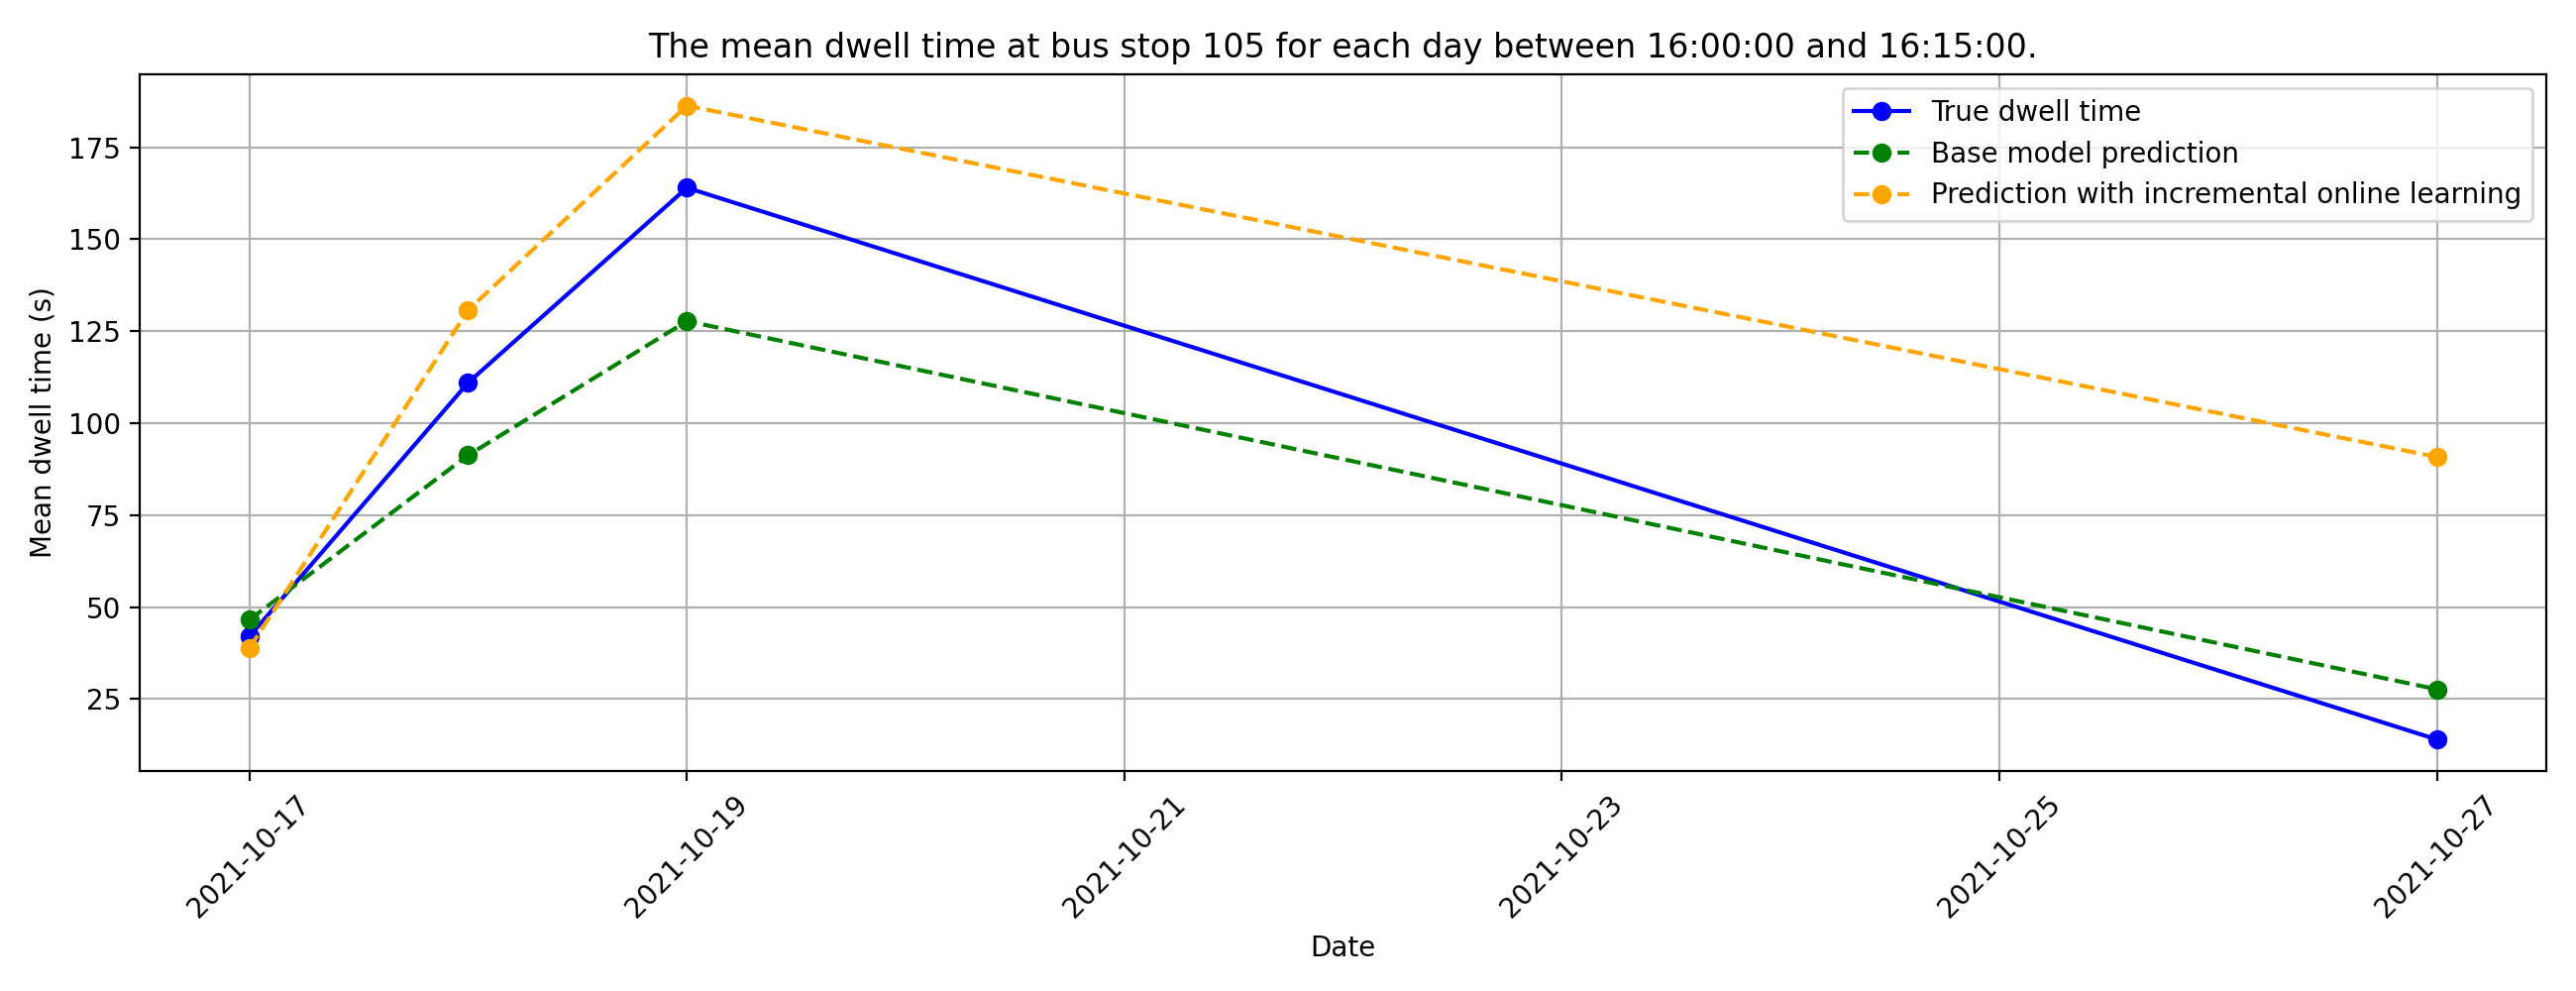 The mean dwell time at bus stop 105 for each day between 16:00:00 and 16:15:00.
True dwell time
Base model prediction
Prediction with incremental online learning
Mean dwell time (s)
175
150
125
100
75
50
25
2021-10-17
2021-10-19
2021-10-21
2021-10-23
2021-10-25
2021-10-27
Date